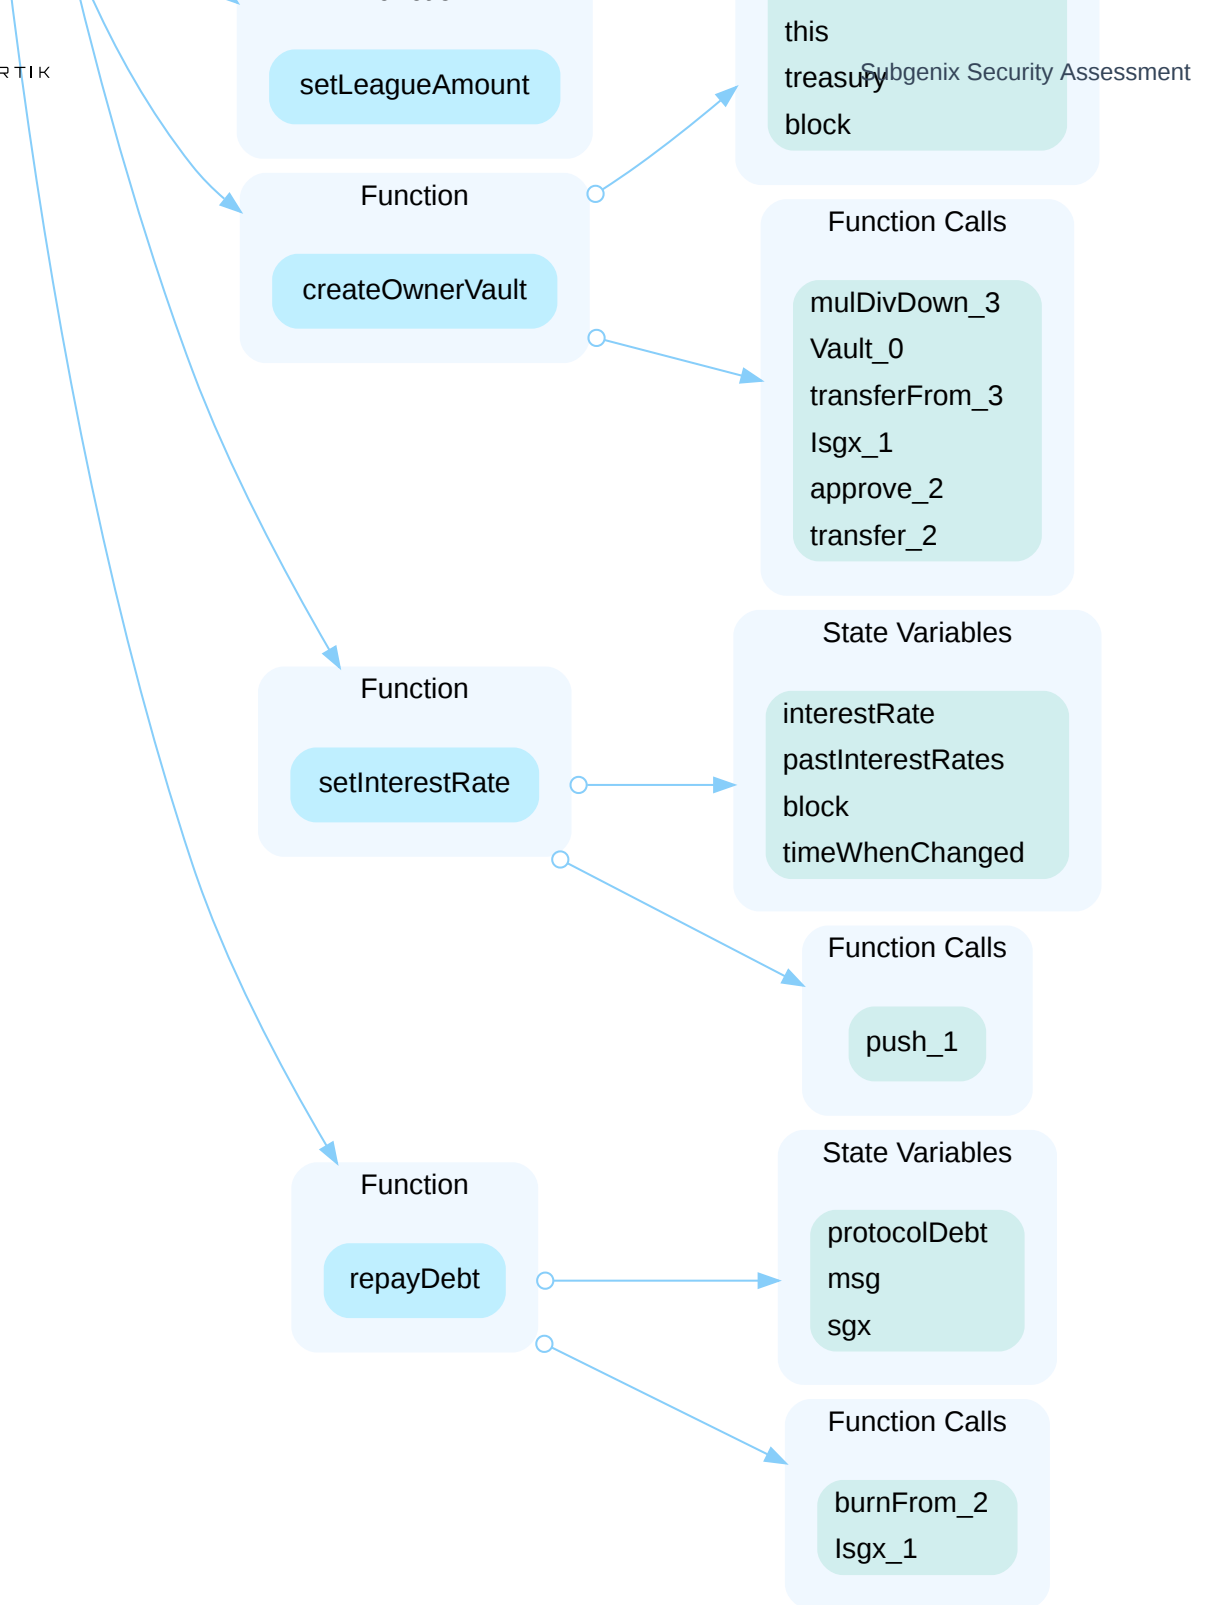 setLeagueAmount
this
treasury
block
RTIK
Subgenix Security Assessment
Function
createOwnerVault
Function Calls
mulDivDown_3
Vault_0
transferFrom_3
Isgx_1
approve_2
transfer_2
Function
setInterestRate
State Variables
interestRate
pastInterestRates
block
timeWhenChanged
Function Calls
push_1
Function
repayDebt
State Variables
protocolDebt
msg
sgx
Function Calls
burnFrom_2
Isgx_1